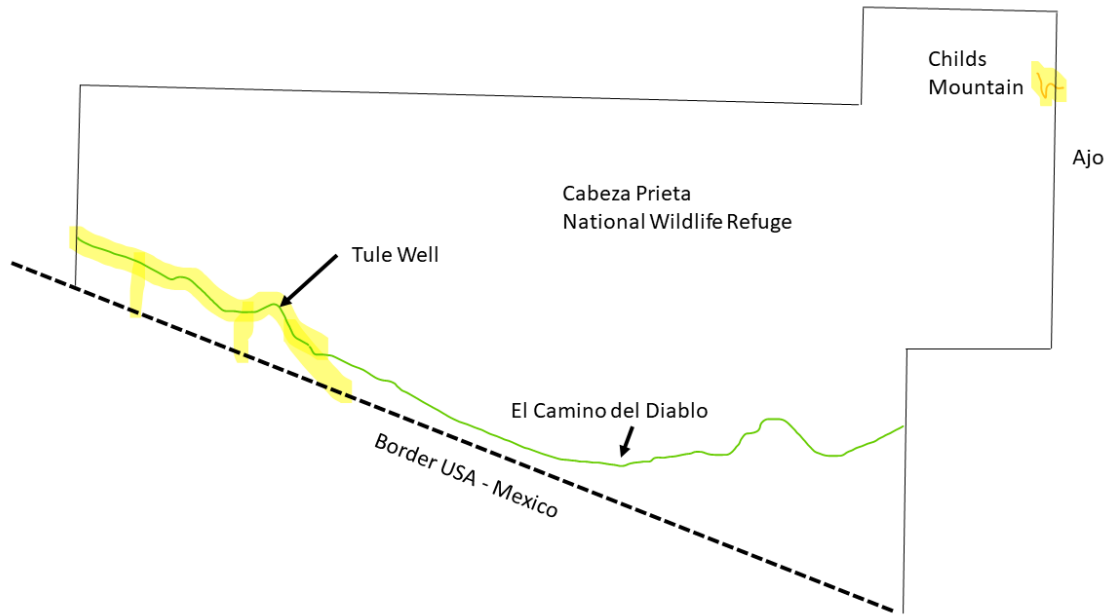 Childs
Mountain
Ajo
Cabeza Prieta
National Wildlife Refuge
Tule Well
El Camino del Diablo
Border USA - Mexico